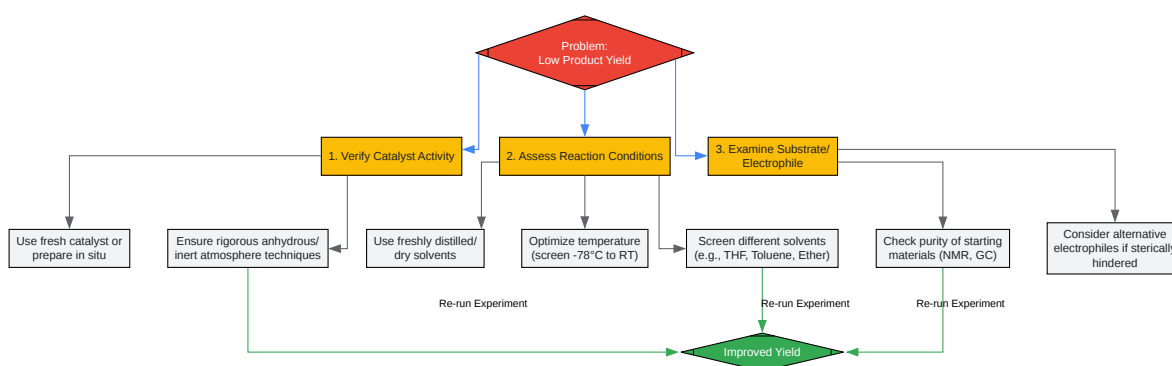 Problem:
Low Product Yield
1. Verify Catalyst Activity
2. Assess Reaction Conditions
3. Examine Substrate/
Electrophile
Use fresh catalyst or
prepare in situ
Ensure rigorous anhydrous/
inert atmosphere techniques
Use freshly distilled/
dry solvents
Optimize temperature
(screen -78°C to RT)
Screen different solvents
(e.g., THF, Toluene, Ether)
Check purity of starting
materials (NMR, GC)
Consider alternative
electrophiles if sterically
hindered
Re-run Experiment
Re-run Experiment
Re-run Experiment
Improved Yield